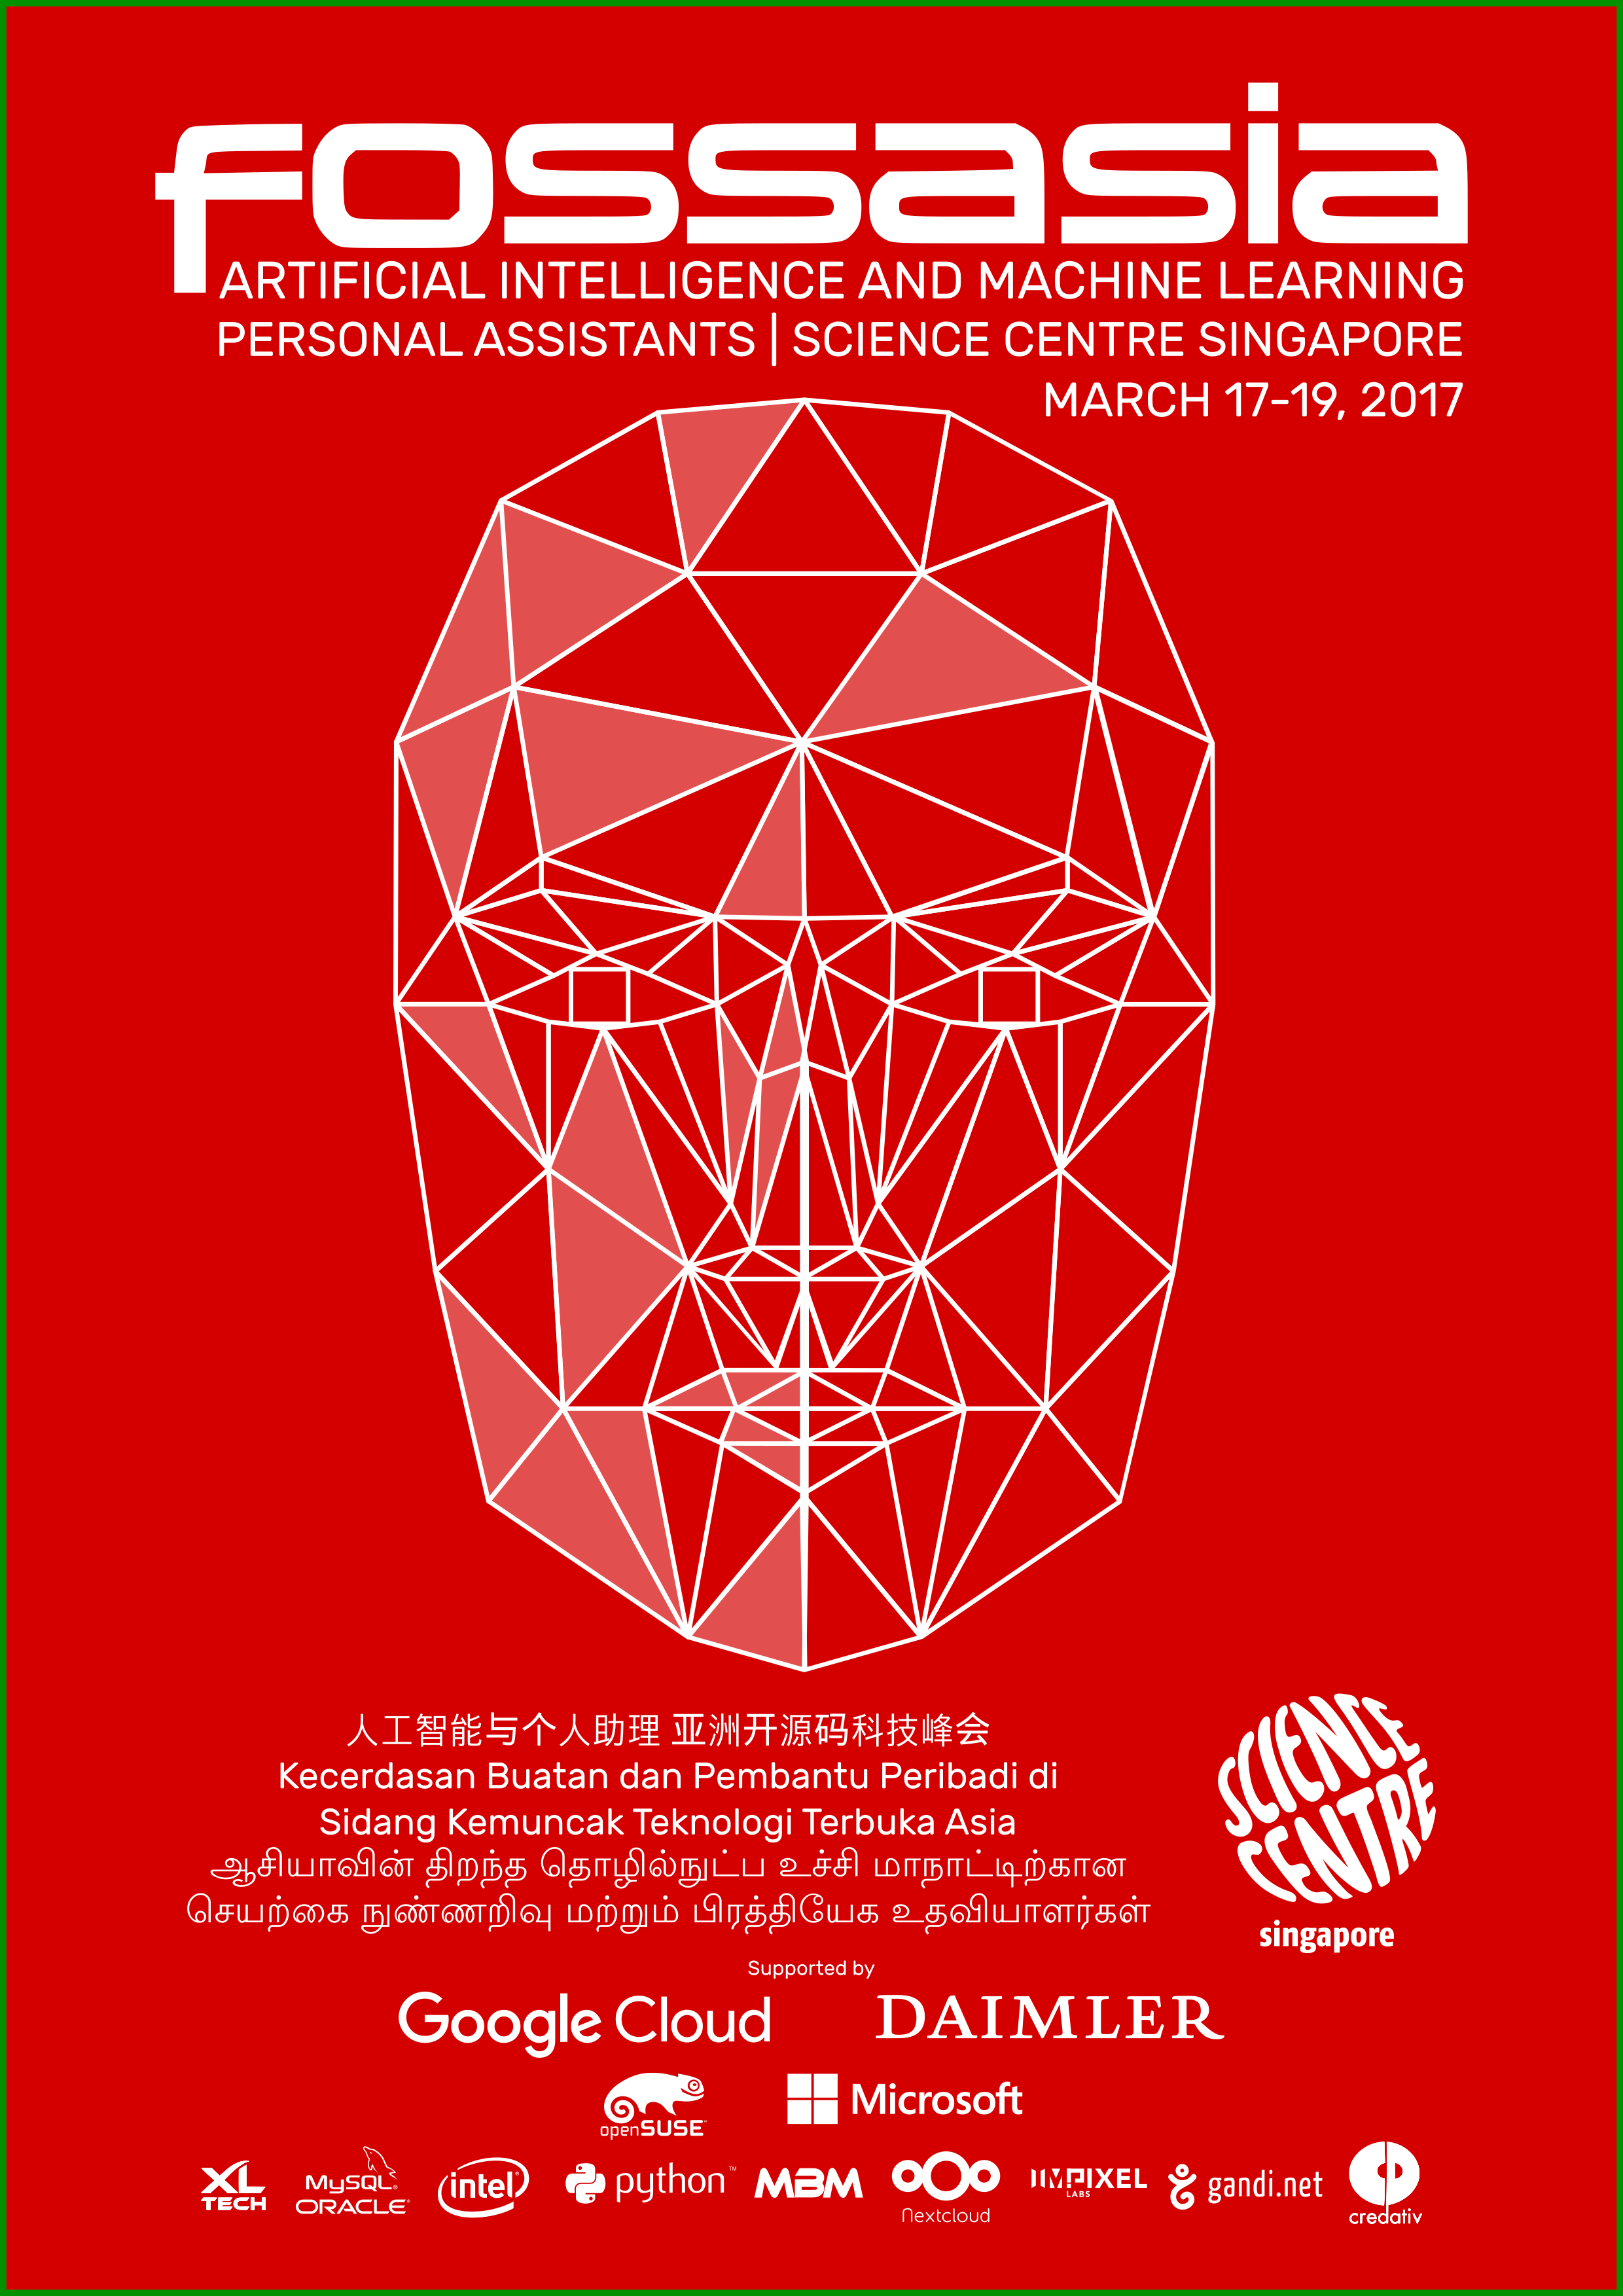 fossasia
ARTIFICIAL INTELLIGENCE AND MACHINE LEARNING
PERSONAL ASSISTANTS | SCIENCE CENTRE SINGAPORE
MARCH 17-19, 2017
人工智能与个人助理 亚洲开源码科技峰会
Kecerdasan Buatan dan Pembantu Peribadi di
Sidang Kemuncak Teknologi Terbuka Asia
ஆசியாவின் திறந்த தொழில்நுட்ப உச்சி மாநாட்டிற்கான
செயற்கை நுண்ணறிவு மற்றும் பிரத்தியேக உதவியாளர்கள்
SCIENCE
CENTRE
singapore
Supported by
Google Cloud
DAIMLER
openSUSE
Microsoft
XL
TECH
MySQL®
ORACLE®
intel®
python™
MBM
Nextcloud
IMPIXEL
LABS
gandi.net
credativ